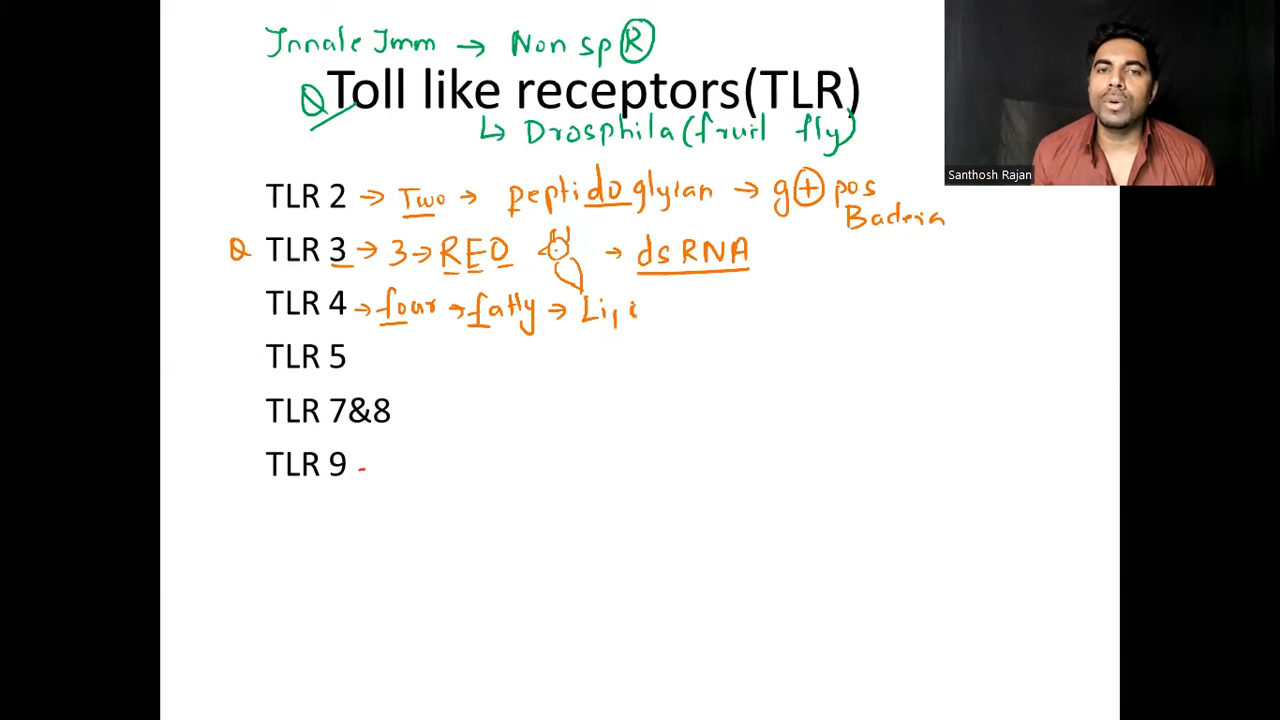 Innate Imm → Non sp R
Q Toll like receptors(TLR)
↳ Drosphila (fruit fly)
TLR 2 → Two → peptidoglycan → g + pos
Bacteria
Q TLR 3 → 3 → REO → dsRNA
TLR 4 → four → fatty → Li
TLR 5
TLR 7&8
TLR 9
Santhosh Rajan